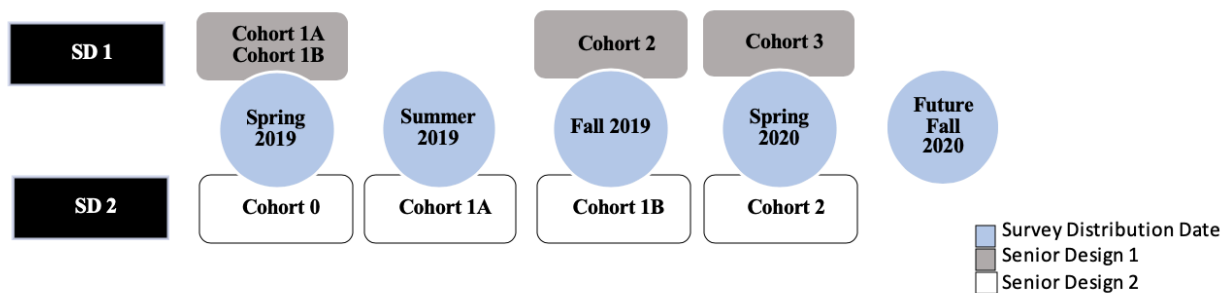 SD 1
Cohort 1A
Cohort 1B
Cohort 2
Cohort 3
Spring
2019
Summer
2019
Fall 2019
Spring
2020
Future
Fall
2020
SD 2
Cohort 0
Cohort 1A
Cohort 1B
Cohort 2
Survey Distribution Date
Senior Design 1
Senior Design 2